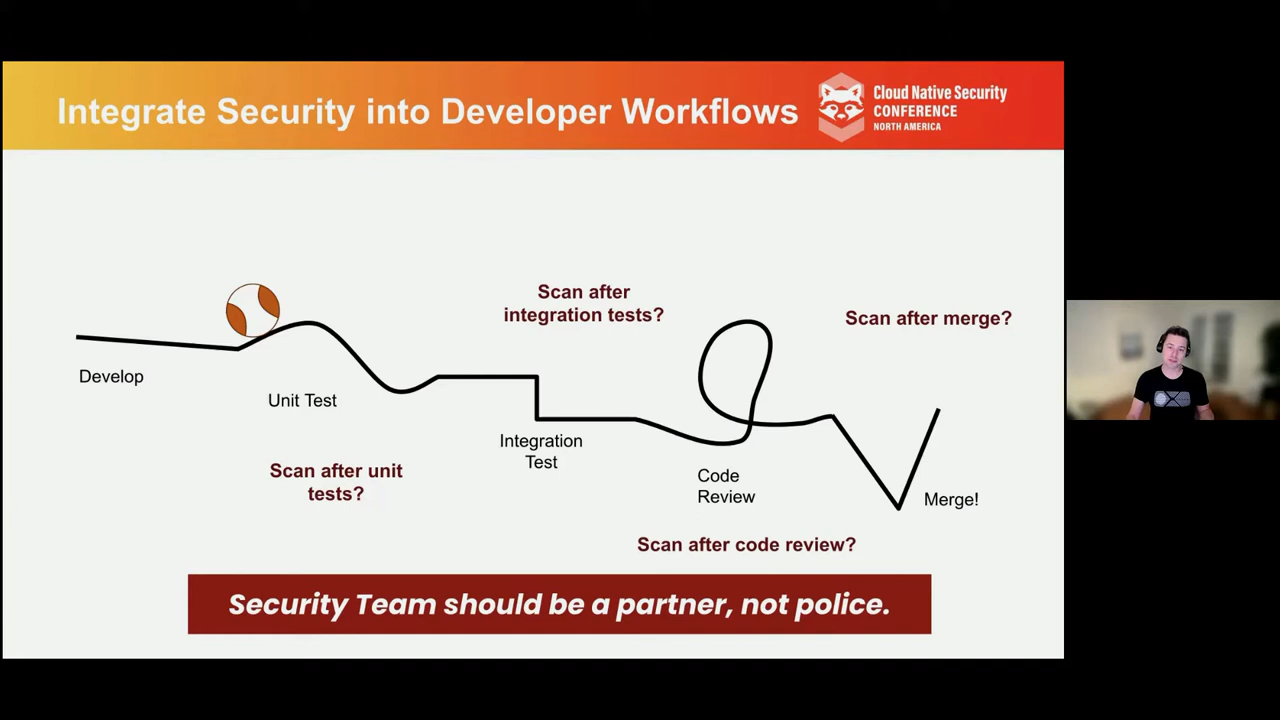 Integrate Security into Developer Workflows
Cloud Native Security
CONFERENCE
NORTH AMERICA
Scan after
integration tests?
Scan after merge?
Develop
Unit Test
Integration
Test
Scan after unit
tests?
Code
Review
Merge!
Scan after code review?
Security Team should be a partner, not police.